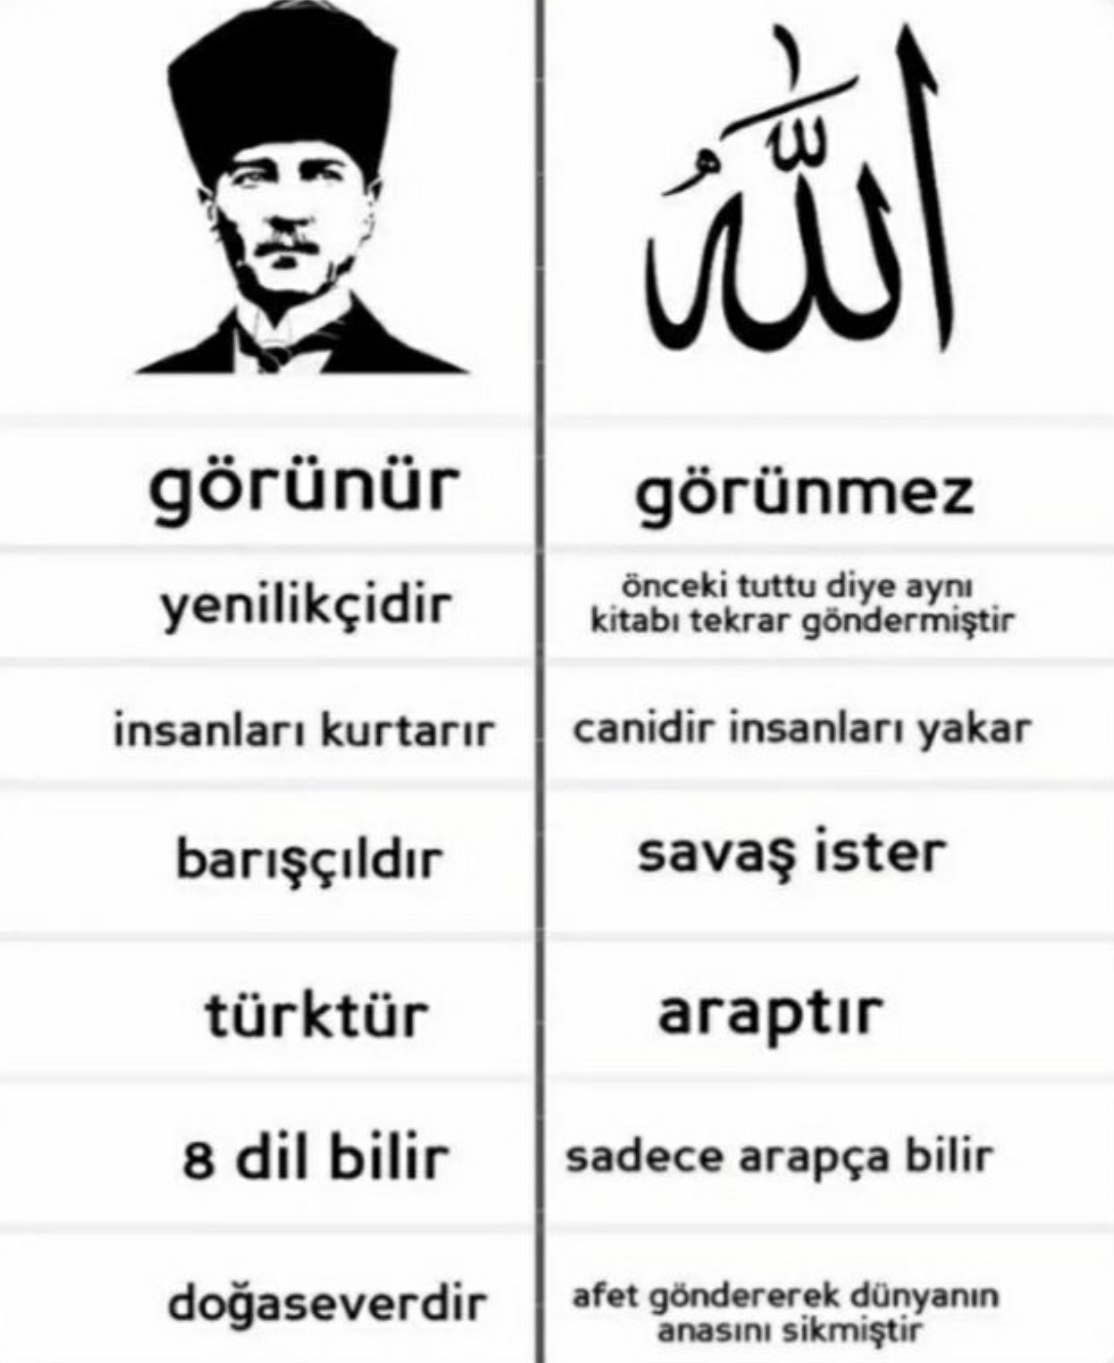 الله
görünür
görünmez
yenilikçidir
önceki tuttu diye aynı
kitabı tekrar göndermiştir
insanları kurtarır
canidir insanları yakar
barışçıldır
savaş ister
türktür
araptır
8 dil bilir
sadece arapça bilir
doğaseverdir
afet göndererek dünyanın
anasını sikmiştir